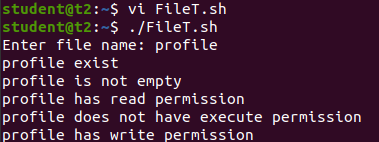 student@t2:~$ vi FileT.sh
student@t2:~$ ./FileT.sh
Enter file name: profile
profile exist
profile is not empty
profile has read permission
profile does not have execute permission
profile has write permission